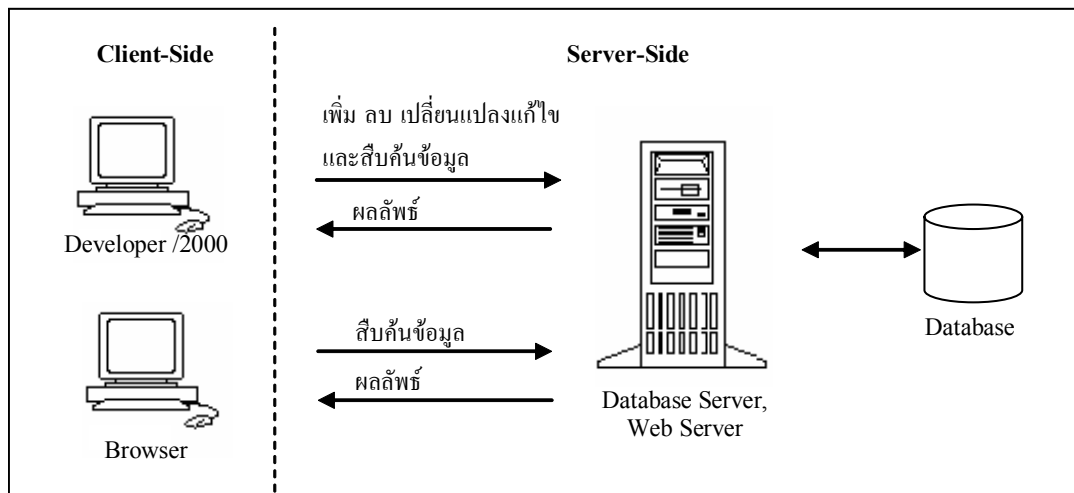 Client-Side
Server-Side
เพิ่ม ลบ เปลี่ยนแปลงแก้ไข
และสืบค้นข้อมูล
ผลลัพธ์
Developer /2000
สืบค้นข้อมูล
ผลลัพธ์
Browser
Database Server,
Web Server
Database